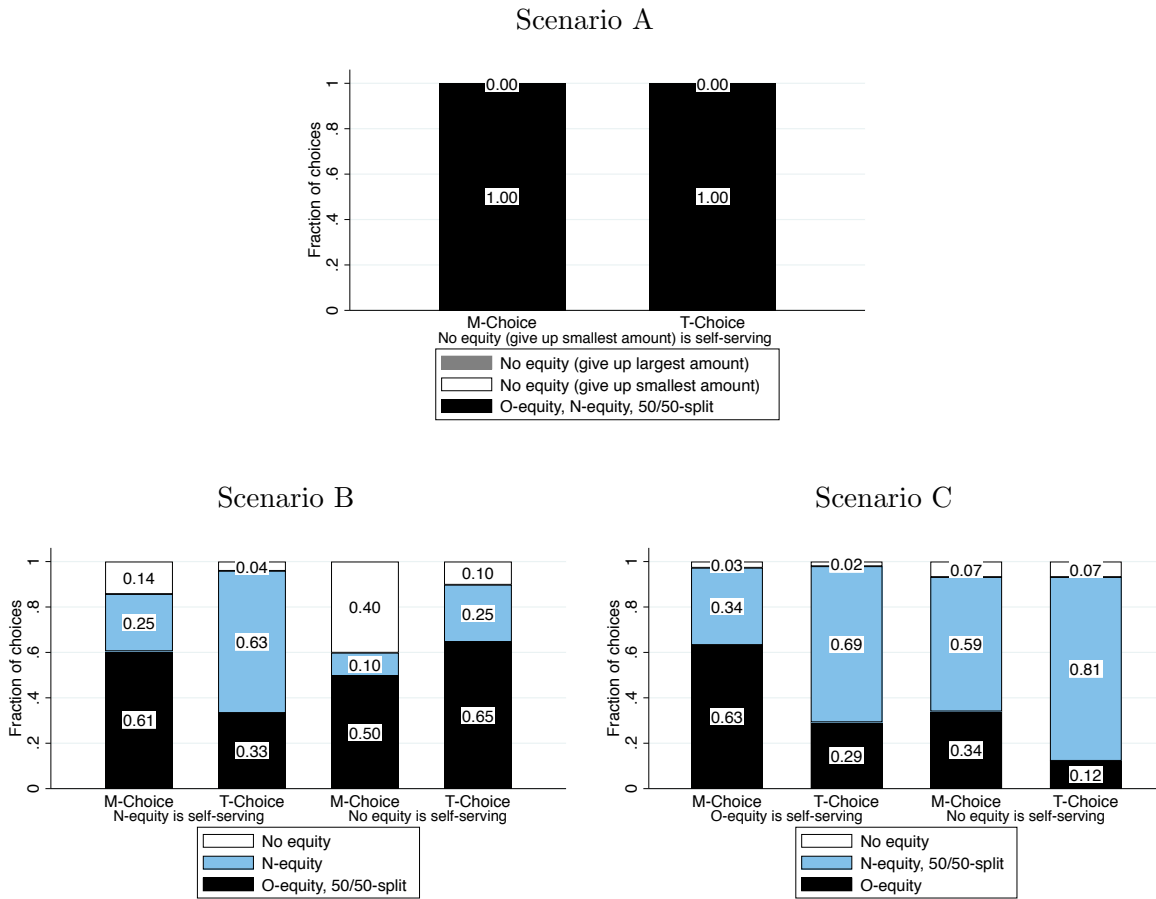 Scenario A
Fraction of choices
0 .2 .4 .6 .8 1
0.00 0.00
1.00 1.00
M-Choice T-Choice
No equity (give up smallest amount) is self-serving
No equity (give up largest amount)
No equity (give up smallest amount)
O-equity, N-equity, 50/50-split
Scenario B
Fraction of choices
0 .2 .4 .6 .8 1
0.14 0.04 0.40 0.10
0.25 0.63 0.10 0.25
0.61 0.33 0.50 0.65
M-Choice T-Choice M-Choice T-Choice
N-equity is self-serving No equity is self-serving
No equity
N-equity
O-equity, 50/50-split
Scenario C
Fraction of choices
0 .2 .4 .6 .8 1
0.03 0.02 0.07 0.07
0.34 0.69 0.59 0.81
0.63 0.29 0.34 0.12
M-Choice T-Choice M-Choice T-Choice
O-equity is self-serving No equity is self-serving
No equity
N-equity, 50/50-split
O-equity